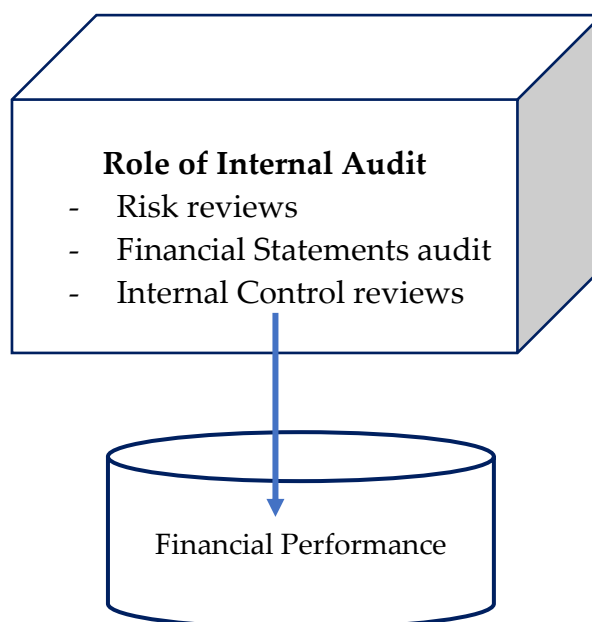 Role of Internal Audit
- Risk reviews
- Financial Statements audit
- Internal Control reviews
Financial Performance